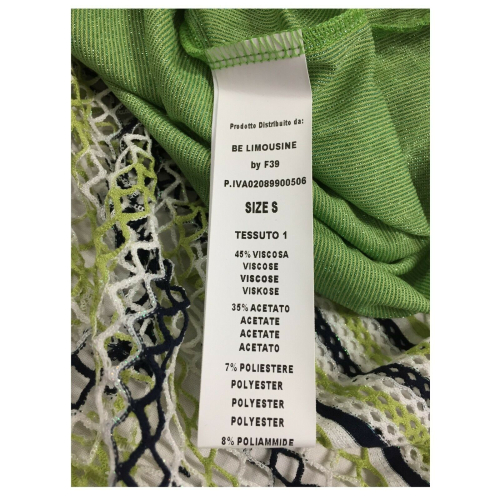 Prodotto Distribuito da:
BE LIMOUSINE
by F39
P.IVA02089900506
SIZE S
TESSUTO 1
45% VISCOSA
VISCOSE
VISCOSE
VISKOSE
35% ACETATO
ACETATE
ACETATE
ACETATO
7% POLIESTERE
POLYESTER
POLYESTER
POLYESTER
8% POLIAMMIDE